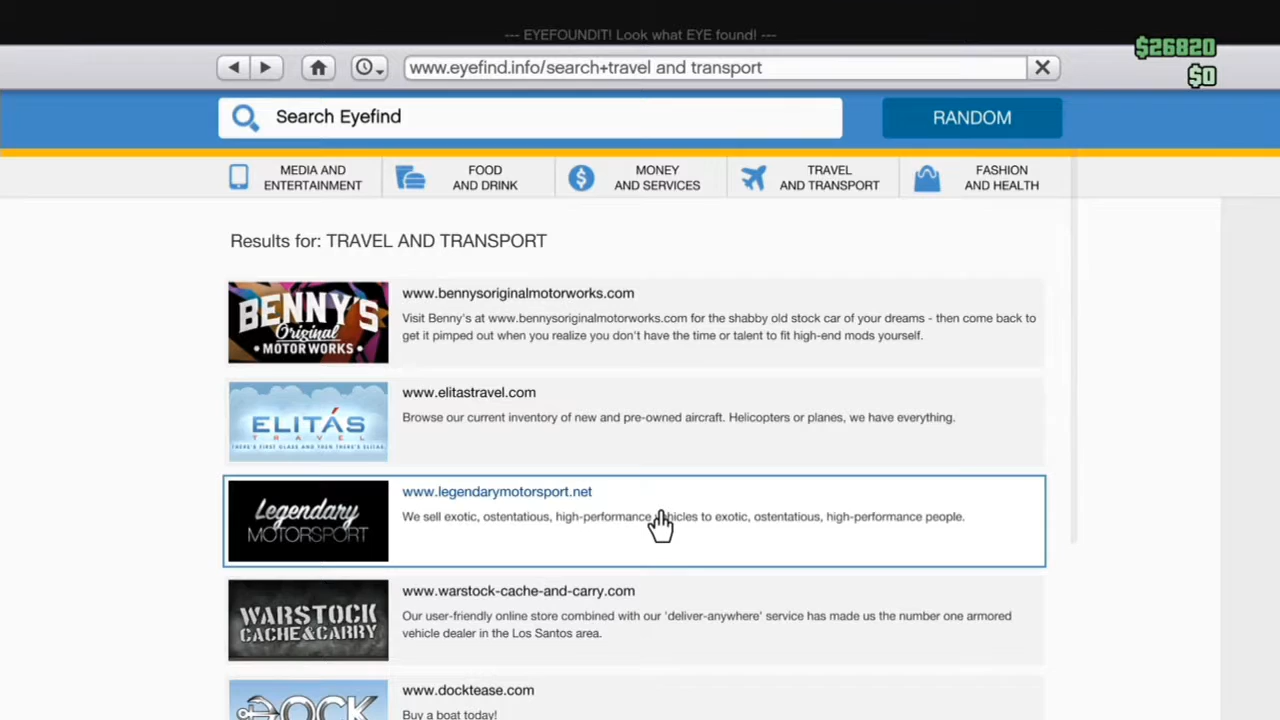 --- EYEFOUNDIT! Look what EYE found! ---
$26820
www.eyefind.info/search+travel and transport
$0
Search Eyefind
RANDOM
MEDIA AND
ENTERTAINMENT
FOOD
AND DRINK
MONEY
AND SERVICES
TRAVEL
AND TRANSPORT
FASHION
AND HEALTH
Results for: TRAVEL AND TRANSPORT
BENNY'S
Original
• MOTOR WORKS •
www.bennysoriginalmotorworks.com
Visit Benny's at www.bennysoriginalmotorworks.com for the shabby old stock car of your dreams - then come back to
get it pimped out when you realize you don't have the time or talent to fit high-end mods yourself.
ELITÁS
TRAVEL
THERE'S FIRST CLASS AND THEN THERE'S ELITAS
www.elitastravel.com
Browse our current inventory of new and pre-owned aircraft. Helicopters or planes, we have everything.
Legendary
MOTORSPORT
www.legendarymotorsport.net
We sell exotic, ostentatious, high-performance vehicles to exotic, ostentatious, high-performance people.
WARSTOCK
CACHE&CARRY
www.warstock-cache-and-carry.com
Our user-friendly online store combined with our 'deliver-anywhere' service has made us the number one armored
vehicle dealer in the Los Santos area.
DOCK
www.docktease.com
Buy a boat today!